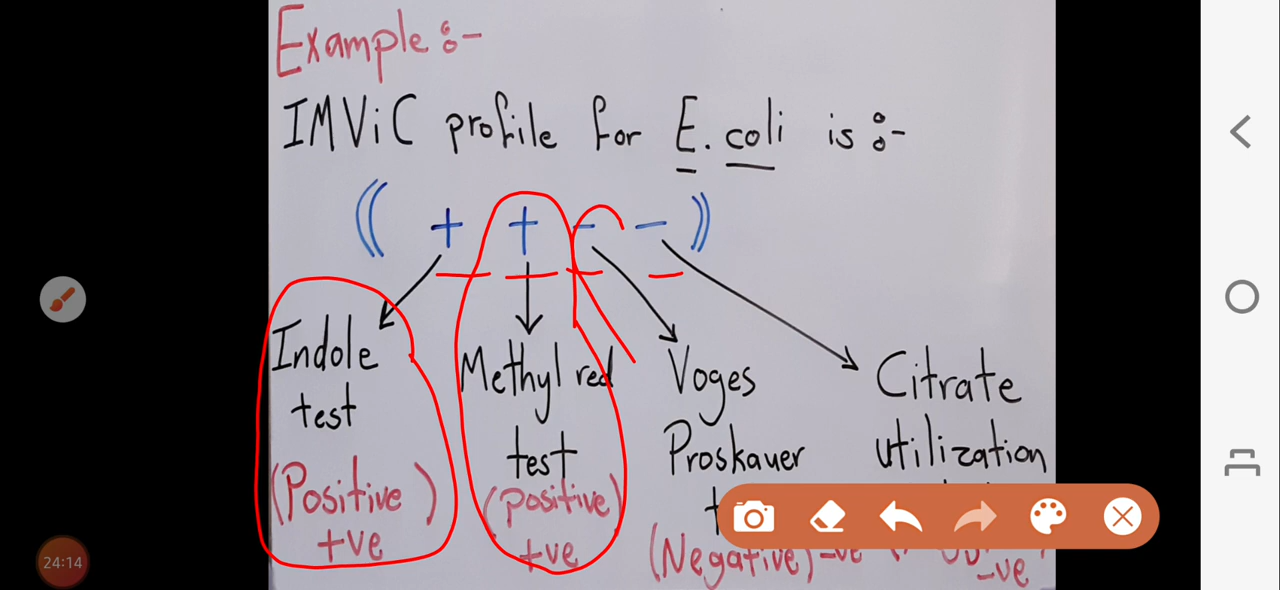 Example :-
IMViC profile for E. coli is :-
(( + + - - ))
Indole test
(Positive)
+ve
Methyl red test
(positive)
+ve
Voges Proskauer
(Negative) -ve
Citrate utilization
-ve
24:14